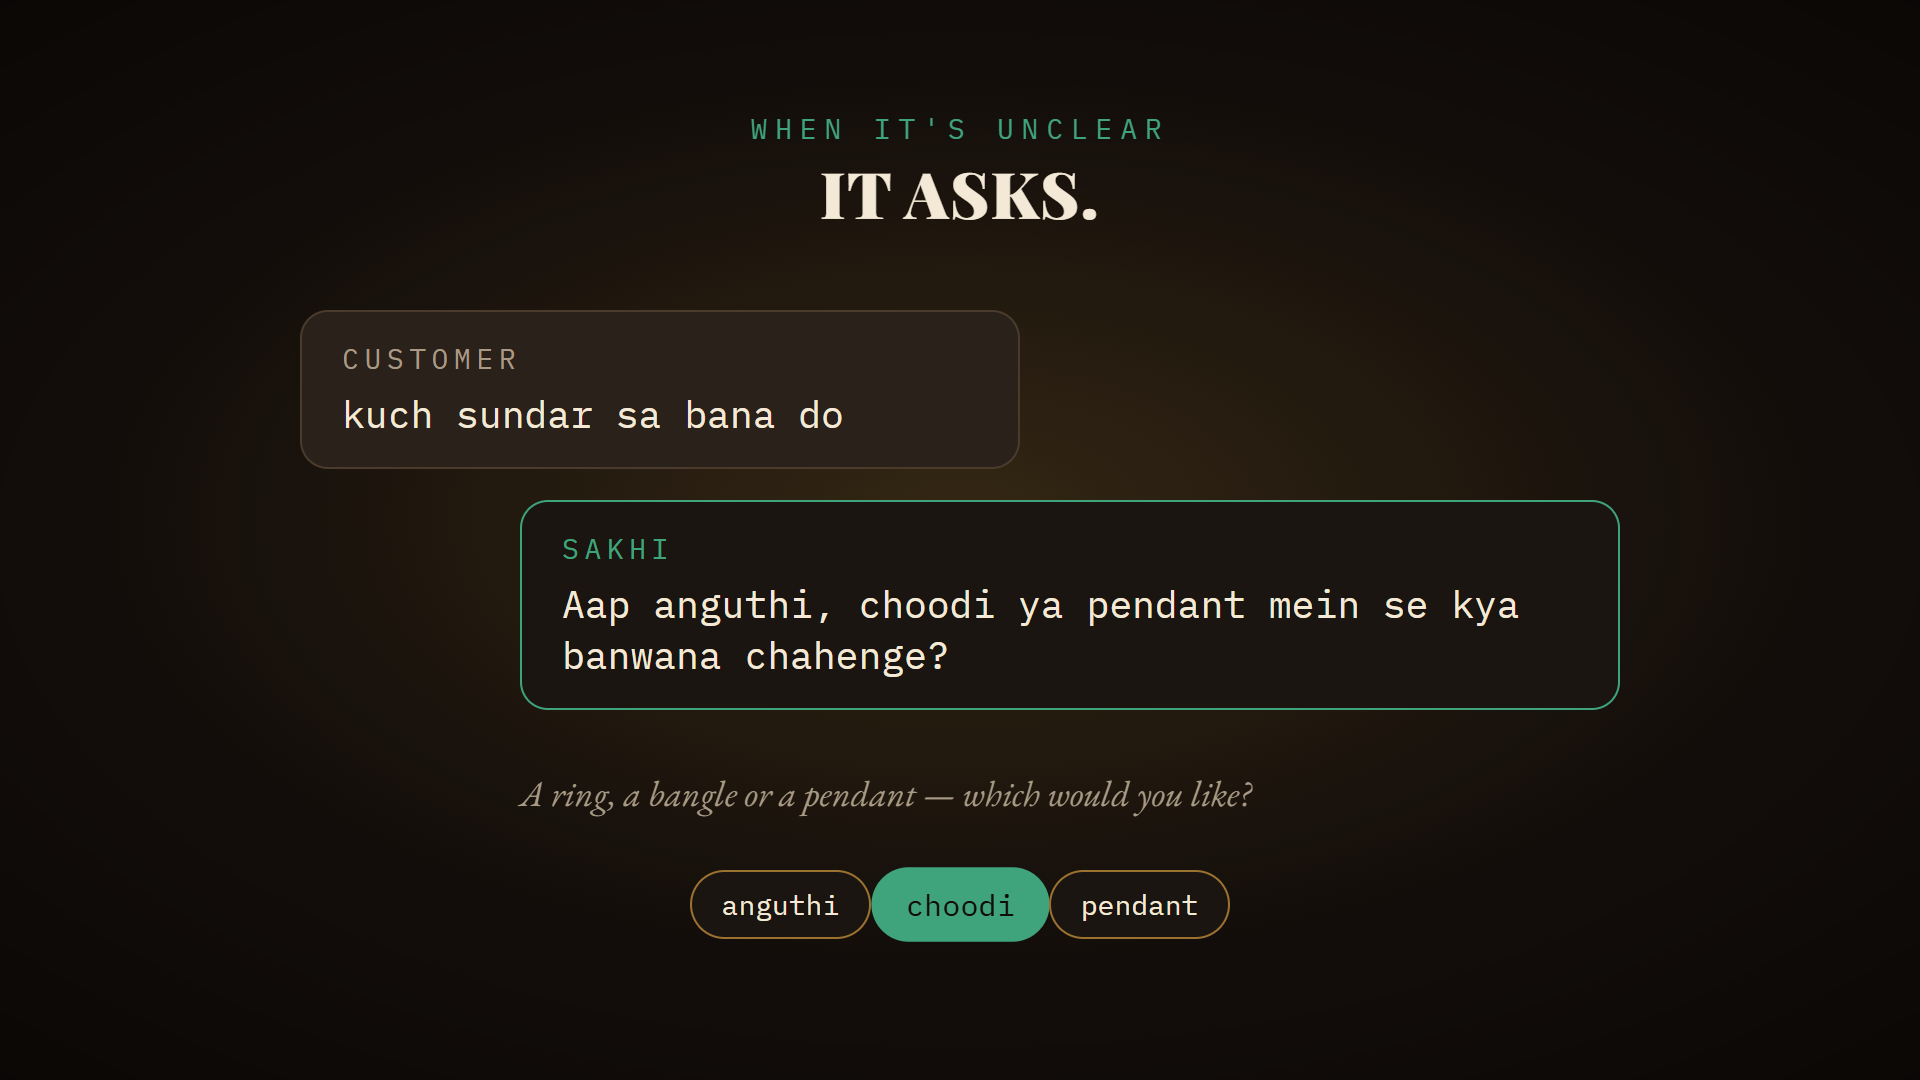 WHEN IT'S UNCLEAR
IT ASKS.
CUSTOMER
kuch sundar sa bana do
SAKHI
Aap anguthi, choodi ya pendant mein se kya
banwana chahenge?
A ring, a bangle or a pendant — which would you like?
anguthi choodi pendant